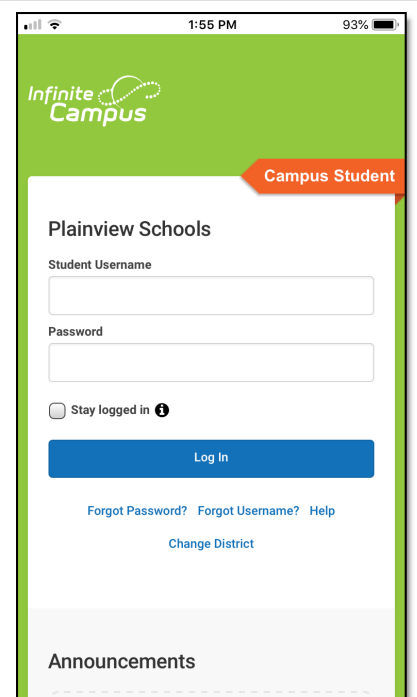 1:55 PM
93%
Infinite
Campus
Campus Student
Plainview Schools
Student Username
Password
Stay logged in
Log In
Forgot Password? Forgot Username? Help
Change District
Announcements